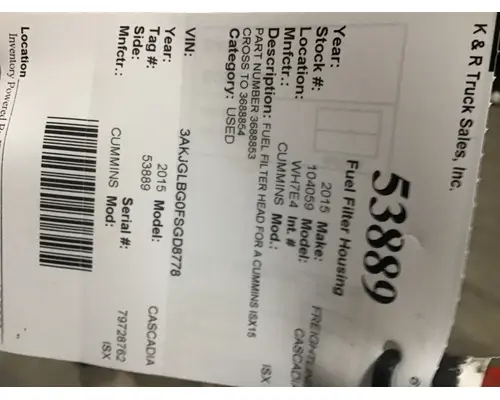 K & R Truck Sales, Inc.
53889
Fuel Filter Housing
Year: 2015 Make:
Stock #: 104059 Model: CASCADIA
Location: WH7E4 Int. #
Mnfctr.: CUMMINS Mod.: ISX
Description: FUEL FILTER HEAD FOR A CUMMINS ISX15
PART NUMBER 3688853
CROSS TO 3688854
Category: USED
VIN: 3AKJGLBG0FSGD8778
Year: 2015 Model: CASCADIA
Tag #: 53889
Side: Serial #: 79728762
Mnfctr.: CUMMINS Mod: ISX
Location
Inventory Powered